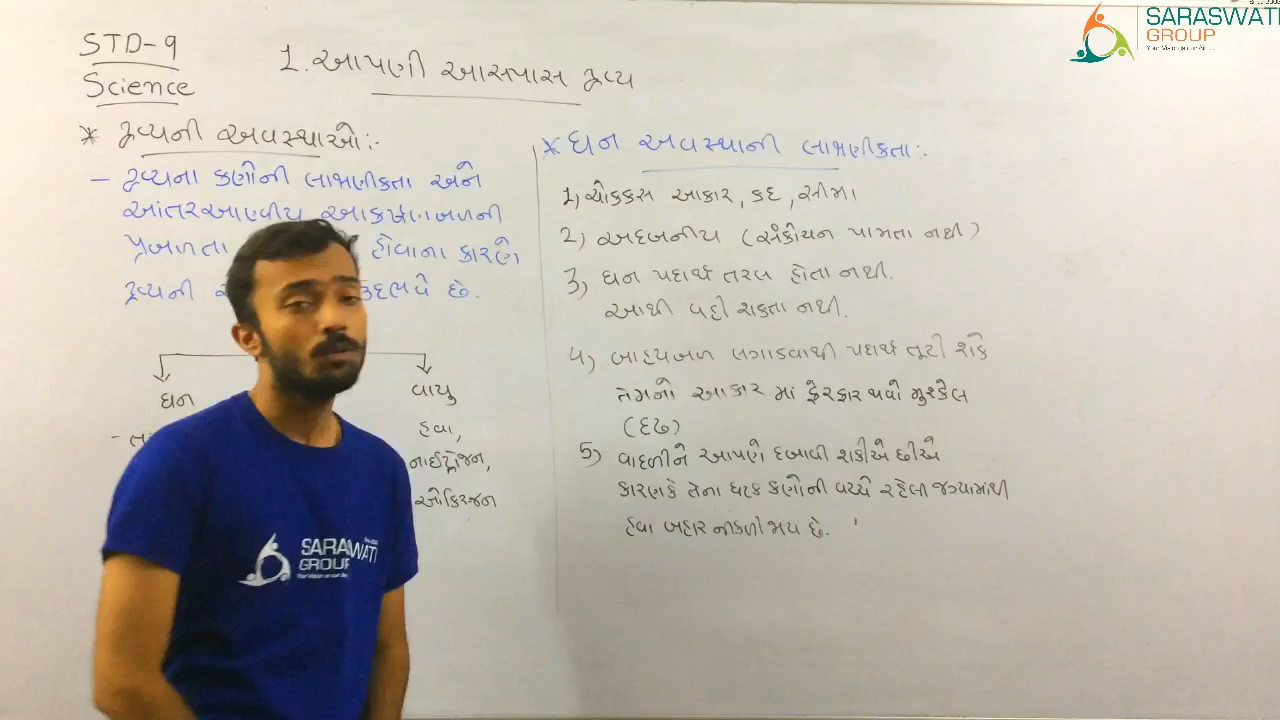 SARASWATI
GROUP
STD-9
Science
1. આપણી આસપાસ દ્રવ્ય
* દ્રવ્યની અવસ્થાઓ:-
- દ્રવ્યના કણોની લાક્ષણીકતા અને
આંતરઆણ્વીય આકર્ષણબળની
પ્રબળતા હોવાના કારણે
દ્રવ્યની ઉદ્દભવે છે.
ઘન
વાયુ
હવા,
નાઈટ્રોજન,
ઓક્સિજન
* ઘન અવસ્થાની લાક્ષણીકતા:-
1) ચોક્કસ આકાર, કદ, સીમા
2) અદબનીય (સંકોચન પામતા નથી)
3) ઘન પદાર્થ તરલ હોતા નથી.
આથી વહી શકતા નથી.
4) બાહ્યબળ લગાડવાથી પદાર્થ તૂટી શકે
તેમનો આકાર માં ફેરફાર થવો મુશ્કેલ
(દૃઢ)
5) વાદળીને આપણે દબાવી શકીએ છીએ
કારણકે તેના ઘટક કણોની વચ્ચે રહેલી જગ્યામાંથી
હવા બહાર નીકળી જાય છે.
SARASWATI
GROUP